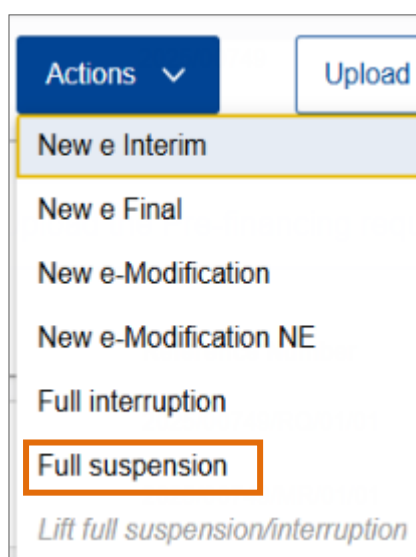 Actions
Upload
New e Interim
New e Final
New e-Modification
New e-Modification NE
Full interruption
Full suspension
Lift full suspension/interruption